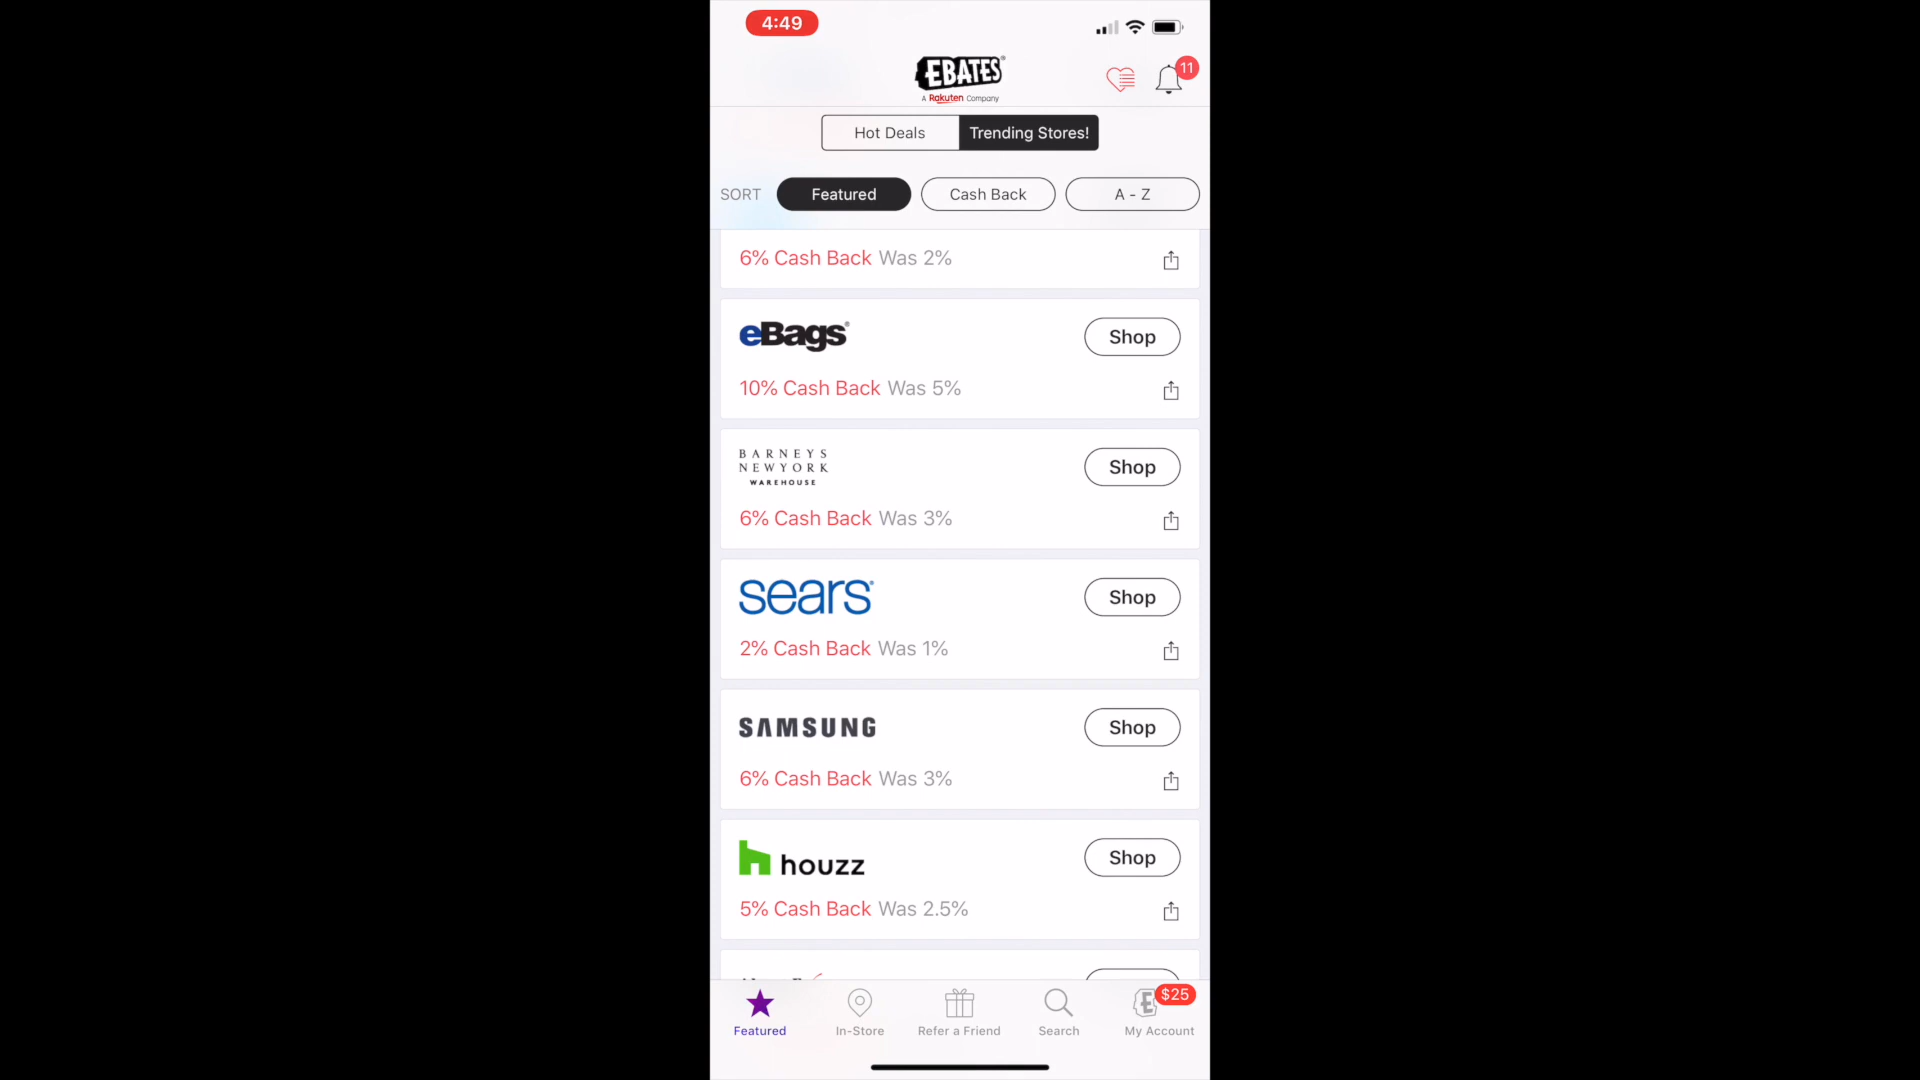 4:49
EBATES
A Rakuten Company
11
Hot Deals
Trending Stores!
SORT
Featured
Cash Back
A - Z
6% Cash Back Was 2%
eBags
Shop
10% Cash Back Was 5%
BARNEYS
NEWYORK
WAREHOUSE
Shop
6% Cash Back Was 3%
sears
Shop
2% Cash Back Was 1%
SAMSUNG
Shop
6% Cash Back Was 3%
houzz
Shop
5% Cash Back Was 2.5%
$25
Featured
In-Store
Refer a Friend
Search
My Account